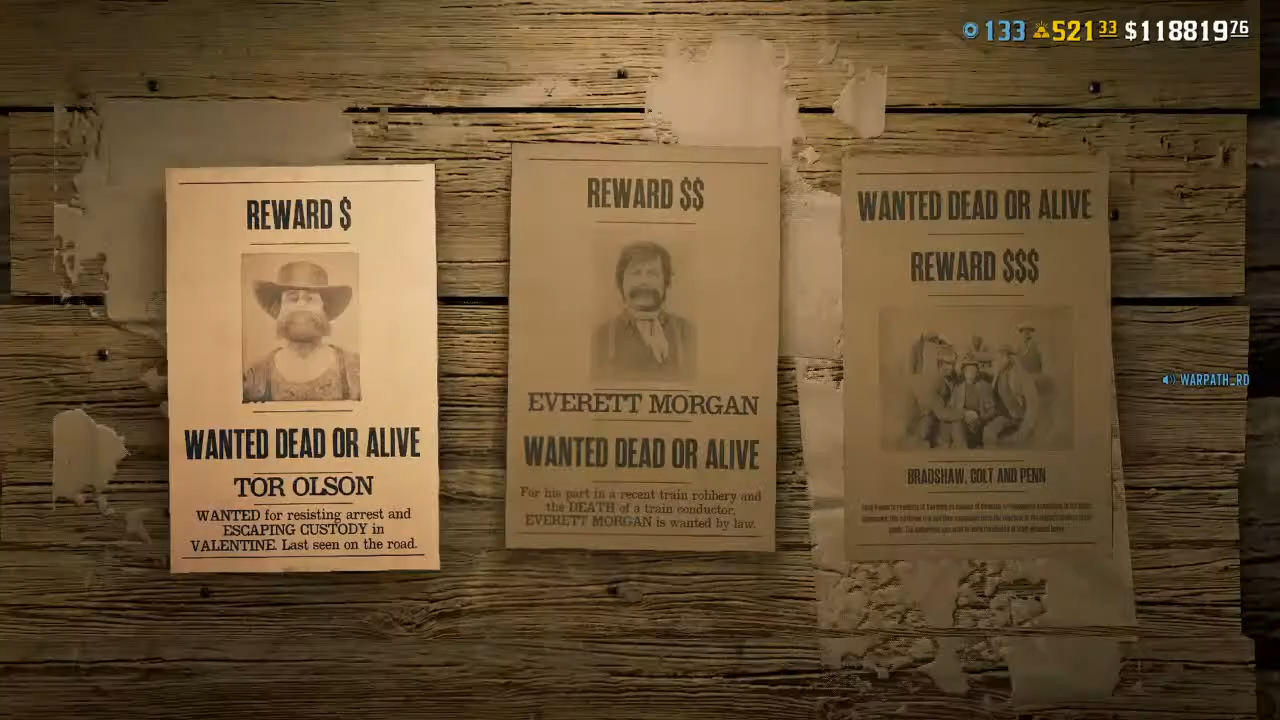 133 521 33 $118819 76
REWARD $
WANTED DEAD OR ALIVE
TOR OLSON
WANTED for resisting arrest and
ESCAPING CUSTODY in
VALENTINE. Last seen on the road.
REWARD $$
EVERETT MORGAN
WANTED DEAD OR ALIVE
For his part in a recent train robbery and
the DEATH of a train conductor,
EVERETT MORGAN is wanted by law.
WANTED DEAD OR ALIVE
REWARD $$$
BRADSHAW, COLT AND PENN
WARPATH_RD